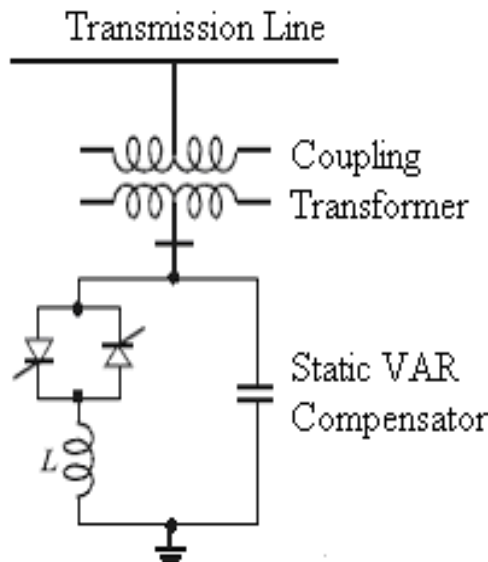 Transmission Line
Coupling
Transformer
Static VAR
Compensator
L